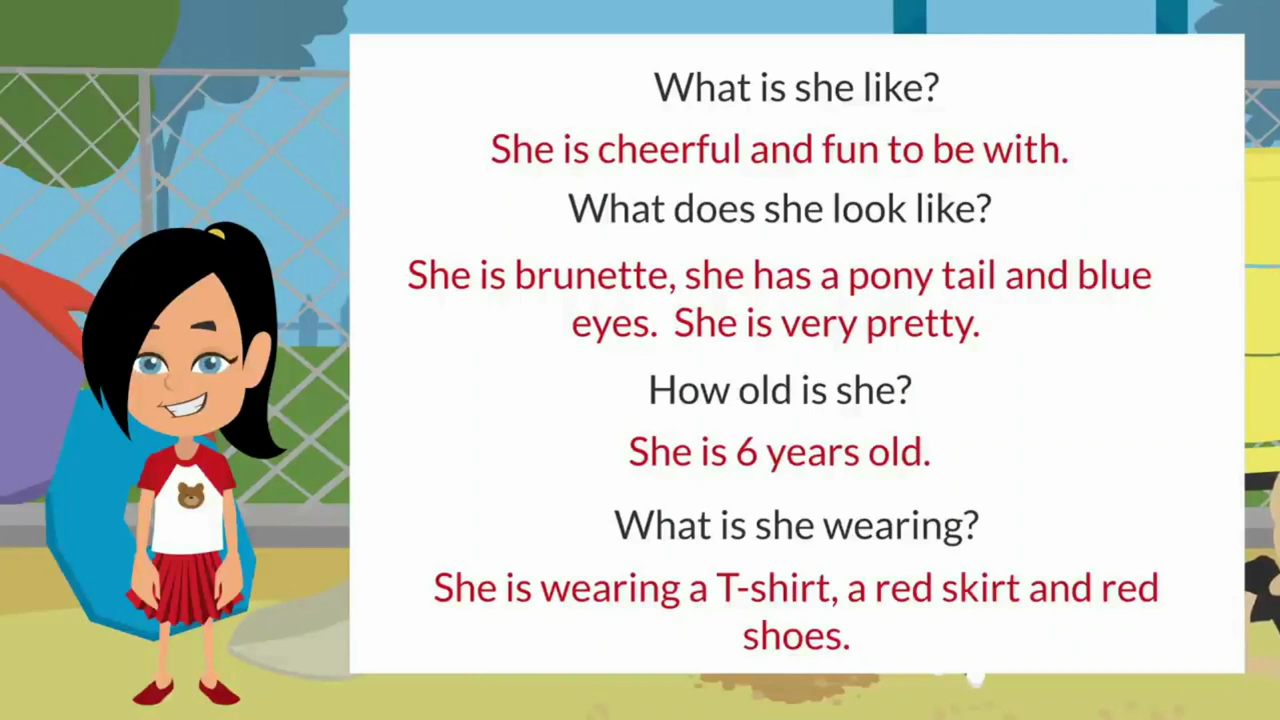 What is she like?
She is cheerful and fun to be with.
What does she look like?
She is brunette, she has a pony tail and blue
eyes.  She is very pretty.
How old is she?
She is 6 years old.
What is she wearing?
She is wearing a T-shirt, a red skirt and red
shoes.